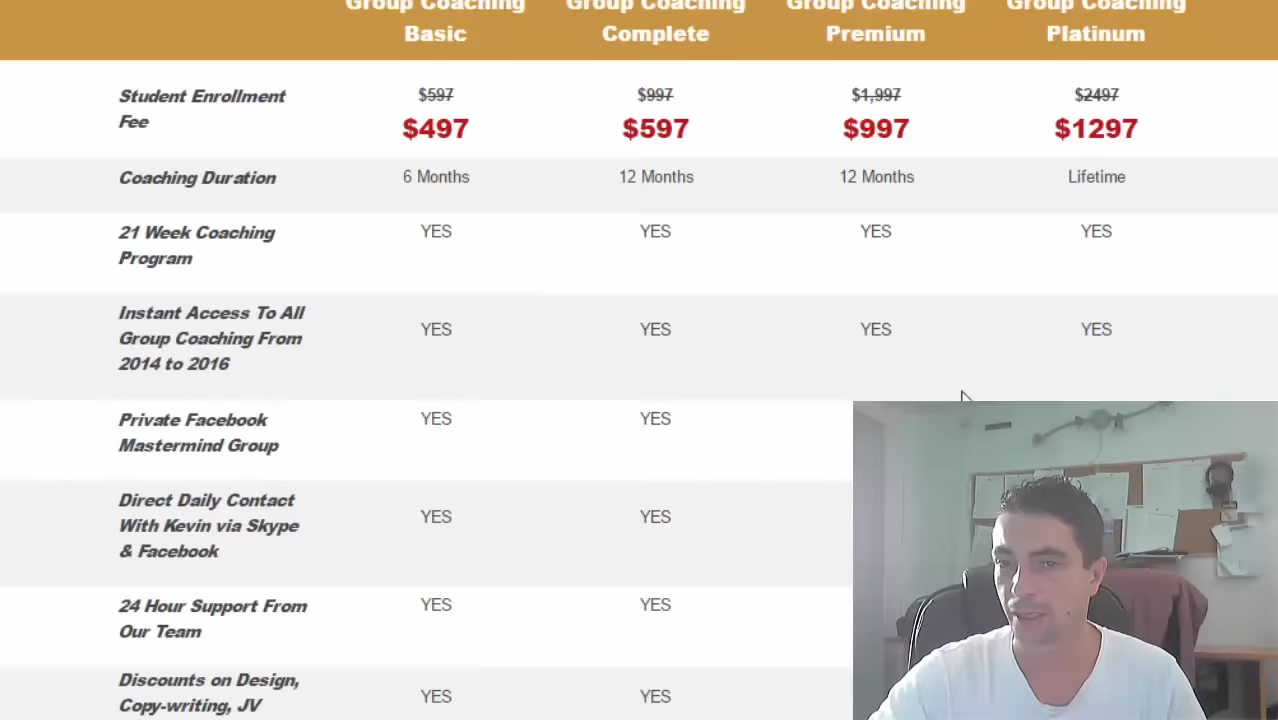 Group Coaching Group Coaching Group Coaching Group Coaching
Basic Complete Premium Platinum
Student Enrollment
Fee
$597 $997 $1,997 $2497
$497 $597 $997 $1297
Coaching Duration 6 Months 12 Months 12 Months Lifetime
21 Week Coaching
Program
YES YES YES YES
Instant Access To All
Group Coaching From
2014 to 2016
YES YES YES YES
Private Facebook
Mastermind Group
YES YES
Direct Daily Contact
With Kevin via Skype
& Facebook
YES YES
24 Hour Support From
Our Team
YES YES
Discounts on Design,
Copy-writing, JV
YES YES